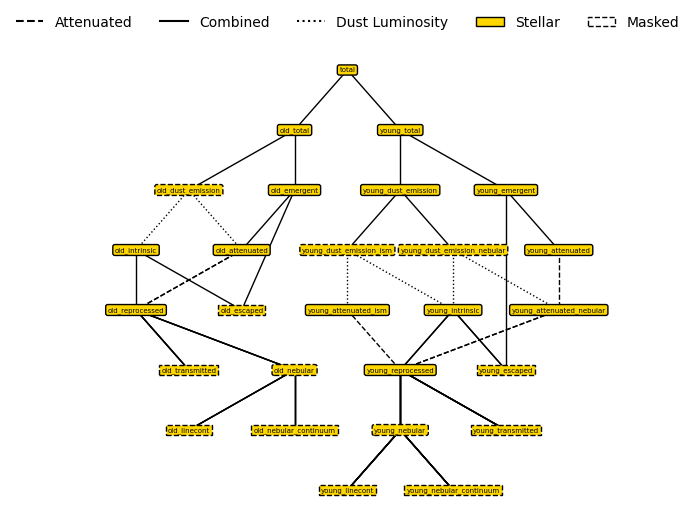 Attenuated Combined Dust Luminosity Stellar Masked
total
old_total young_total
old_dust_emission old_emergent young_dust_emission young_emergent
old_intrinsic old_attenuated young_dust_emission_ism young_dust_emission_nebular young_attenuated
old_reprocessed old_escaped young_attenuated_ism young_intrinsic young_attenuated_nebular
old_transmitted old_nebular young_reprocessed young_escaped
old_linecont old_nebular_continuum young_nebular young_transmitted
young_linecont young_nebular_continuum